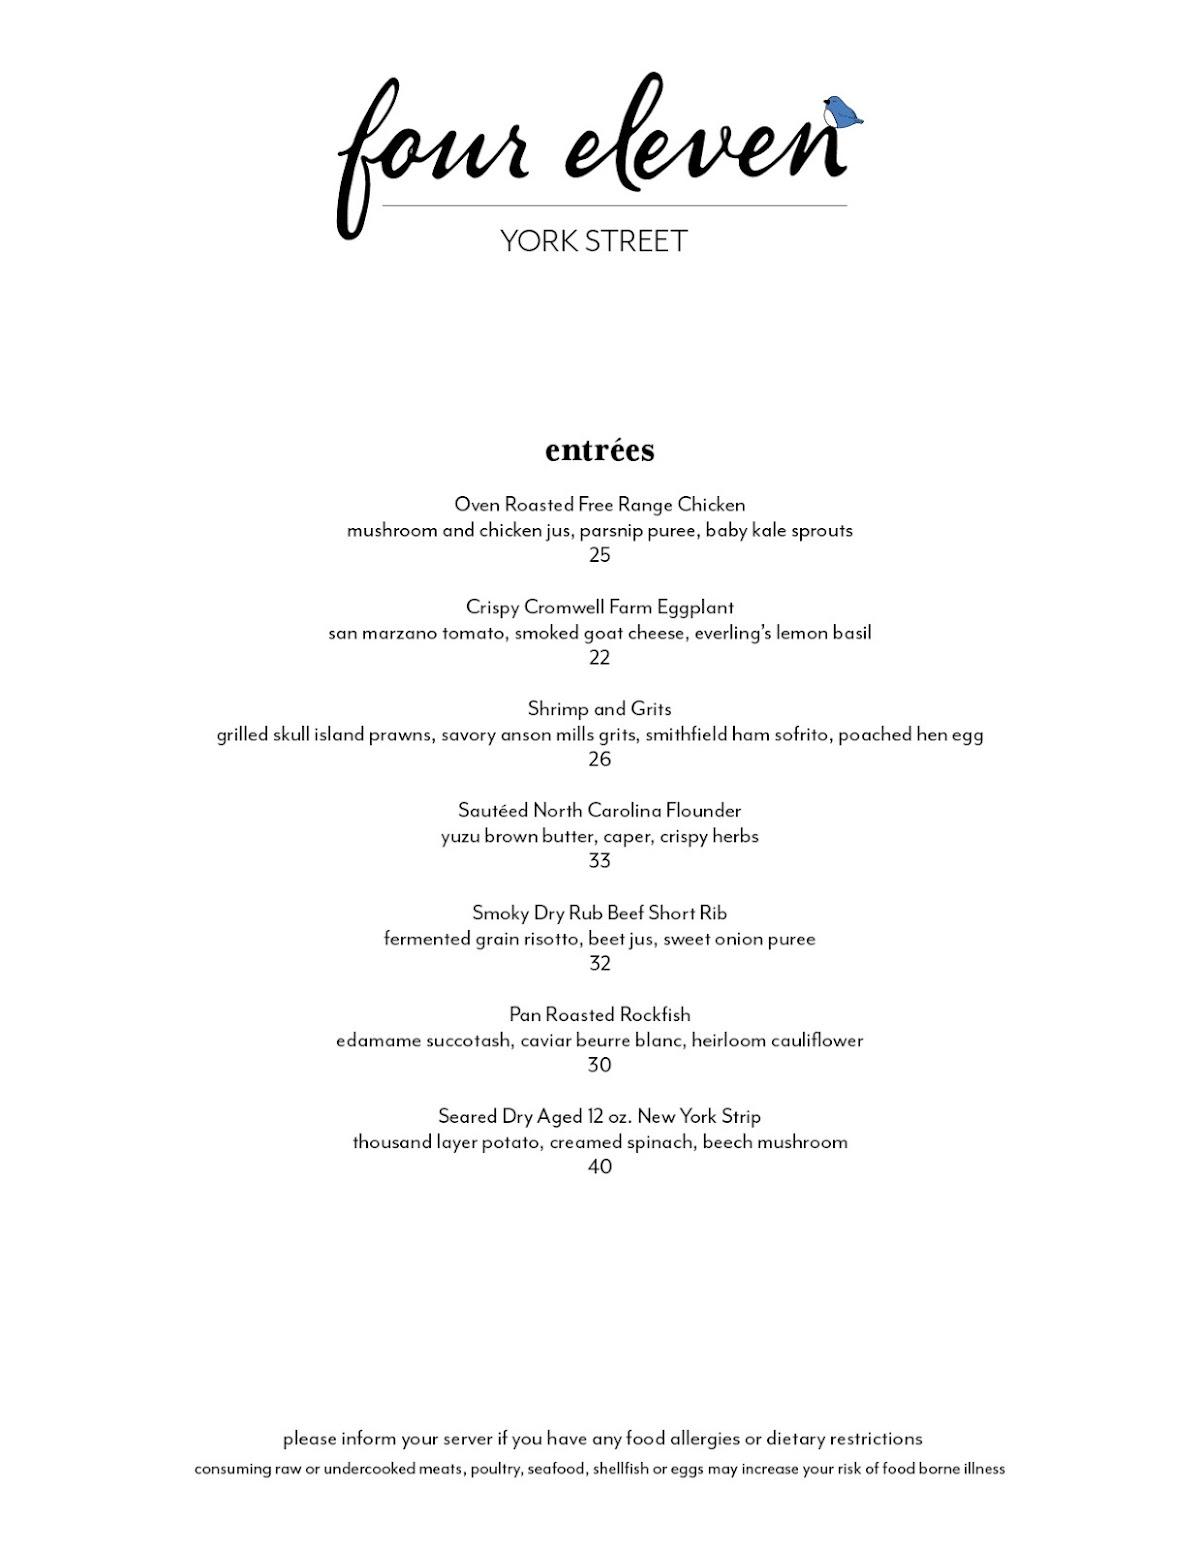 four eleven
YORK STREET
entrées
Oven Roasted Free Range Chicken
mushroom and chicken jus, parsnip puree, baby kale sprouts
25
Crispy Cromwell Farm Eggplant
san marzano tomato, smoked goat cheese, everling's lemon basil
22
Shrimp and Grits
grilled skull island prawns, savory anson mills grits, smithfield ham sofrito, poached hen egg
26
Sautéed North Carolina Flounder
yuzu brown butter, caper, crispy herbs
33
Smoky Dry Rub Beef Short Rib
fermented grain risotto, beet jus, sweet onion puree
32
Pan Roasted Rockfish
edamame succotash, caviar beurre blanc, heirloom cauliflower
30
Seared Dry Aged 12 oz. New York Strip
thousand layer potato, creamed spinach, beech mushroom
40
please inform your server if you have any food allergies or dietary restrictions
consuming raw or undercooked meats, poultry, seafood, shellfish or eggs may increase your risk of food borne illness